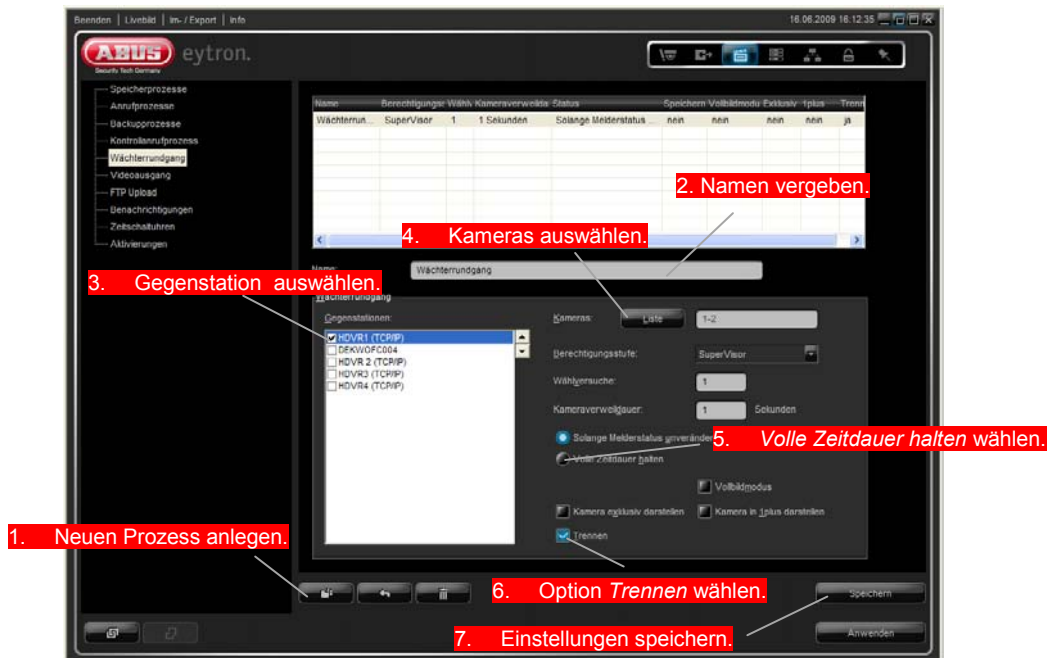 Beenden | Livebild | Im- / Export | Info
16.06.2009 16:12:35
ABUS eytron.
Security Tech Germany
Speicherprozesse
Anrufprozesse
Backupprozesse
Kontrollanrufprozess
Wächterrundgang
Videoausgang
FTP Upload
Benachrichtigungen
Zeitschaltuhren
Aktivierungen
Name Berechtigungs Wählv Kameraverweilda Status Speichern Vollbildmodu Exklusiv 1plus Trenn
Wächterrun... SuperVisor 1 1 Sekunden Solange Melderstatus ... nein nein nein nein ja
2. Namen vergeben.
4. Kameras auswählen.
Name: Wächterrundgang
3. Gegenstation auswählen.
Wächterrundgang
Gegenstationen:
HDVR1 (TCP/IP)
DEKWOFC004
HDVR 2 (TCP/IP)
HDVR3 (TCP/IP)
HDVR4 (TCP/IP)
Kameras: Liste 1-2
Berechtigungsstufe: SuperVisor
Wählversuche: 1
Kameraverweildauer: 1 Sekunden
Solange Melderstatus unveränder
5. Volle Zeitdauer halten wählen.
Volle Zeitdauer halten
Vollbildmodus
Kamera exklusiv darstellen Kamera in 1plus darstellen
Trennen
1. Neuen Prozess anlegen.
6. Option Trennen wählen.
Speichern
7. Einstellungen speichern.
Anwenden